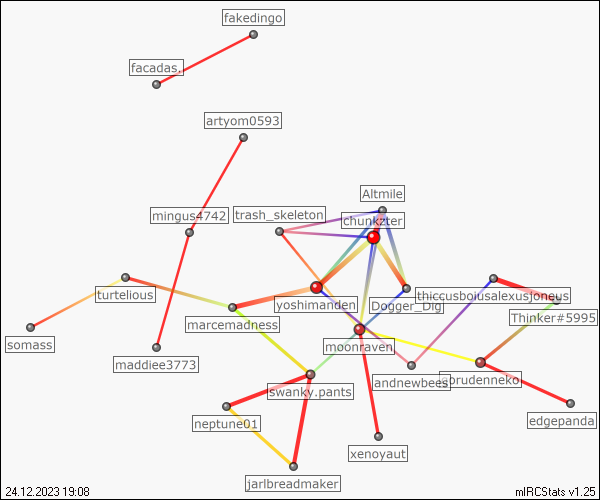 fakedingo
facadas.
artyom0593
Altmile
mingus4742
trash_skeleton
chunkzter
turtelious
yoshimanden
Dogger_Dig
thiccusboiusalexusjoneus
marcemadness
Thinker#5995
somass
moonraven
maddiee3773
swanky.pants
andnewbees
neptune01
edgepanda
xenoyaut
jarlbreadmaker
24.12.2023 19:08
mIRCStats v1.25